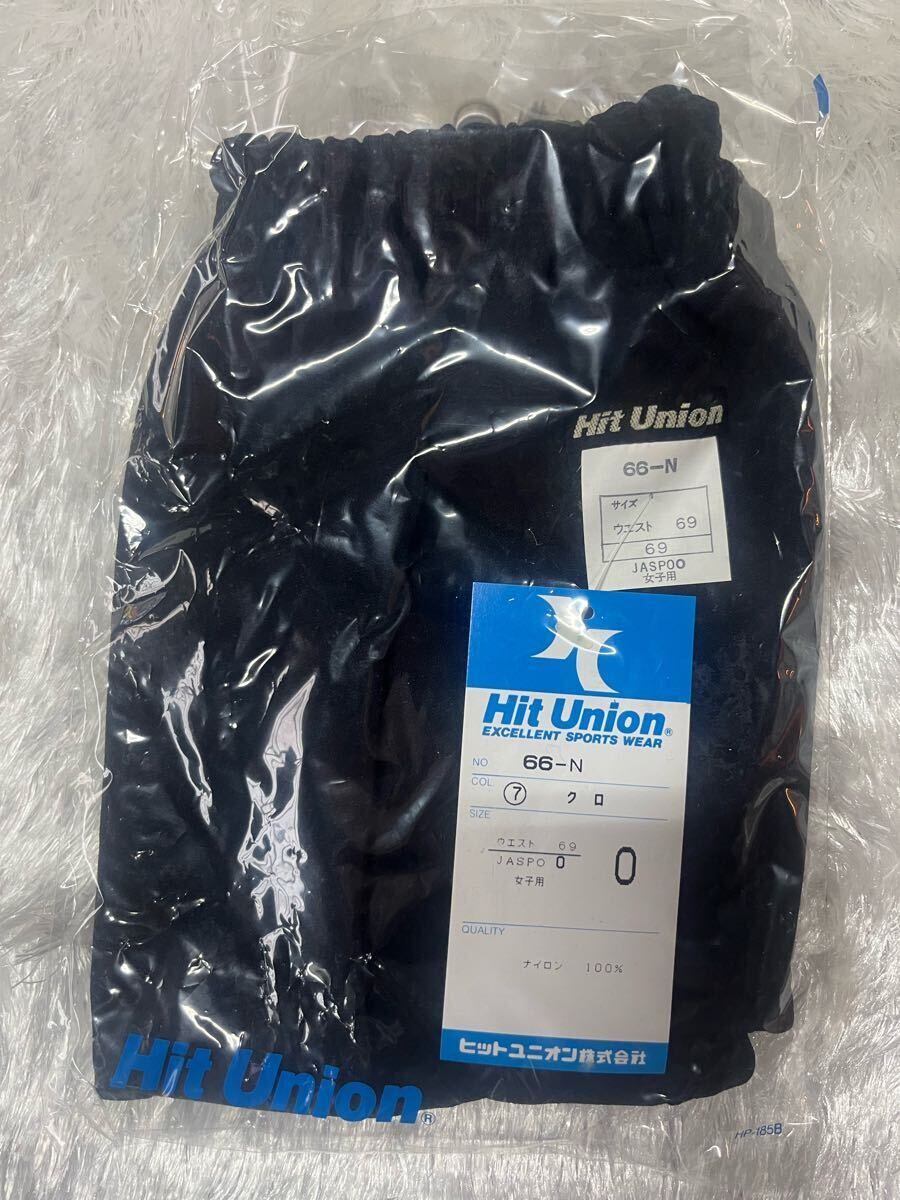 Hit Union
66-N
サイズ
ウエスト 69
69
JASPOO
女子用
Hit Union®
EXCELLENT SPORTS WEAR
NO 66-N
COL ⑦ クロ
SIZE
ウエスト 69
JASPO O O
女子用
QUALITY
ナイロン 100%
ヒットユニオン株式会社
Hit Union®
HP-185B